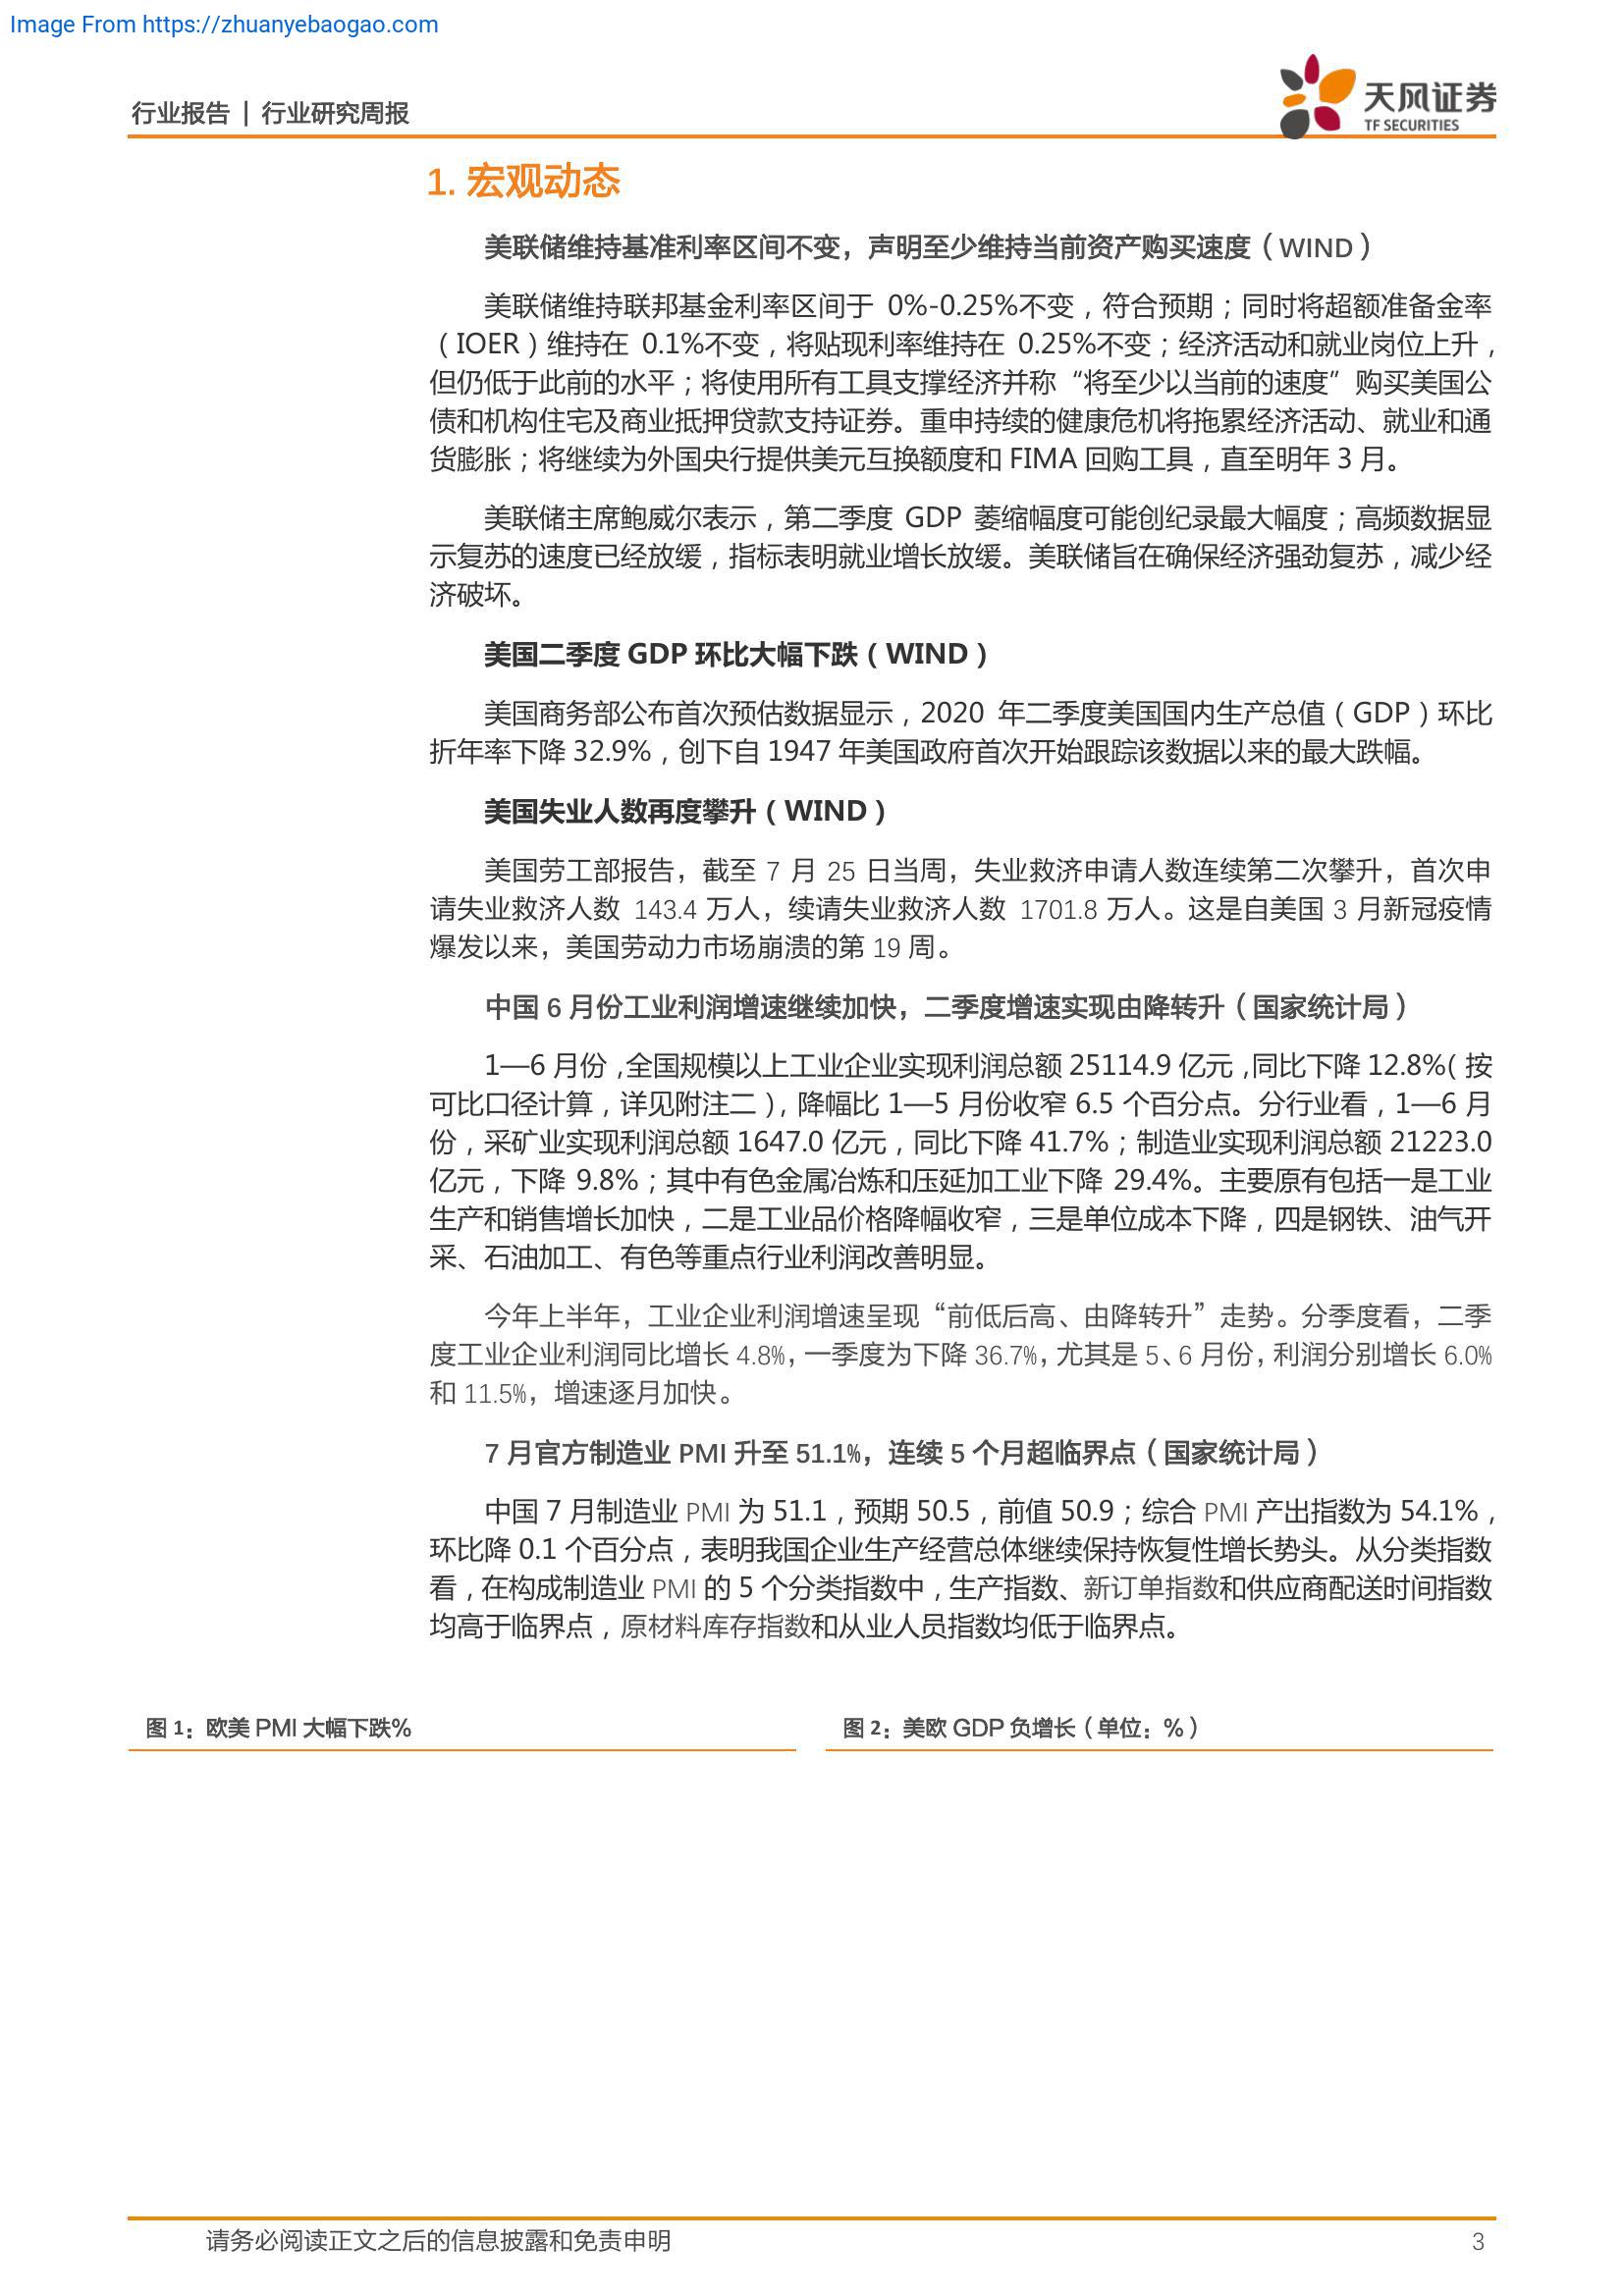 Image From https://zhuanyebaogao.com
行业报告 | 行业研究周报
天风证券
TF SECURITIES
1. 宏观动态
美联储维持基准利率区间不变，声明至少维持当前资产购买速度（WIND）
美联储维持联邦基金利率区间于 0%-0.25%不变，符合预期；同时将超额准备金率
（IOER）维持在 0.1%不变，将贴现利率维持在 0.25%不变；经济活动和就业岗位上升，
但仍低于此前的水平；将使用所有工具支撑经济并称“将至少以当前的速度”购买美国公
债和机构住宅及商业抵押贷款支持证券。重申持续的健康危机将拖累经济活动、就业和通
货膨胀；将继续为外国央行提供美元互换额度和 FIMA 回购工具，直至明年 3 月。
美联储主席鲍威尔表示，第二季度 GDP 萎缩幅度可能创纪录最大幅度；高频数据显
示复苏的速度已经放缓，指标表明就业增长放缓。美联储旨在确保经济强劲复苏，减少经
济破坏。
美国二季度 GDP 环比大幅下跌（WIND）
美国商务部公布首次预估数据显示，2020 年二季度美国国内生产总值（GDP）环比
折年率下降 32.9%，创下自 1947 年美国政府首次开始跟踪该数据以来的最大跌幅。
美国失业人数再度攀升（WIND）
美国劳工部报告，截至 7 月 25 日当周，失业救济申请人数连续第二次攀升，首次申
请失业救济人数 143.4 万人，续请失业救济人数 1701.8 万人。这是自美国 3 月新冠疫情
爆发以来，美国劳动力市场崩溃的第 19 周。
中国 6 月份工业利润增速继续加快，二季度增速实现由降转升（国家统计局）
1—6 月份，全国规模以上工业企业实现利润总额 25114.9 亿元，同比下降 12.8%（按
可比口径计算，详见附注二），降幅比 1—5 月份收窄 6.5 个百分点。分行业看，1—6 月
份，采矿业实现利润总额 1647.0 亿元，同比下降 41.7%；制造业实现利润总额 21223.0
亿元，下降 9.8%；其中有色金属冶炼和压延加工业下降 29.4%。主要原有包括一是工业
生产和销售增长加快，二是工业品价格降幅收窄，三是单位成本下降，四是钢铁、油气开
采、石油加工、有色等重点行业利润改善明显。
今年上半年，工业企业利润增速呈现“前低后高、由降转升”走势。分季度看，二季
度工业企业利润同比增长 4.8%，一季度为下降 36.7%，尤其是 5、6 月份，利润分别增长 6.0%
和 11.5%，增速逐月加快。
7 月官方制造业 PMI 升至 51.1%，连续 5 个月超临界点（国家统计局）
中国 7 月制造业 PMI 为 51.1，预期 50.5，前值 50.9；综合 PMI 产出指数为 54.1%，
环比降 0.1 个百分点，表明我国企业生产经营总体继续保持恢复性增长势头。从分类指数
看，在构成制造业 PMI 的 5 个分类指数中，生产指数、新订单指数和供应商配送时间指数
均高于临界点，原材料库存指数和从业人员指数均低于临界点。
图 1：欧美 PMI 大幅下跌%
图 2：美欧 GDP 负增长（单位：%）
请务必阅读正文之后的信息披露和免责申明
3